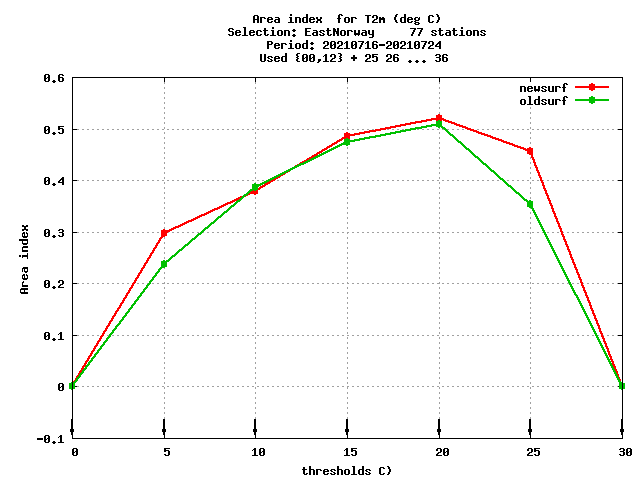 Area index  for T2m (deg C)
Selection: EastNorway     77 stations
Period: 20210716-20210724
Used {00,12} + 25 26 ... 36
newsurf
oldsurf
0.6
0.5
0.4
0.3
0.2
0.1
0
-0.1
Area index
0 5 10 15 20 25 30
thresholds C)